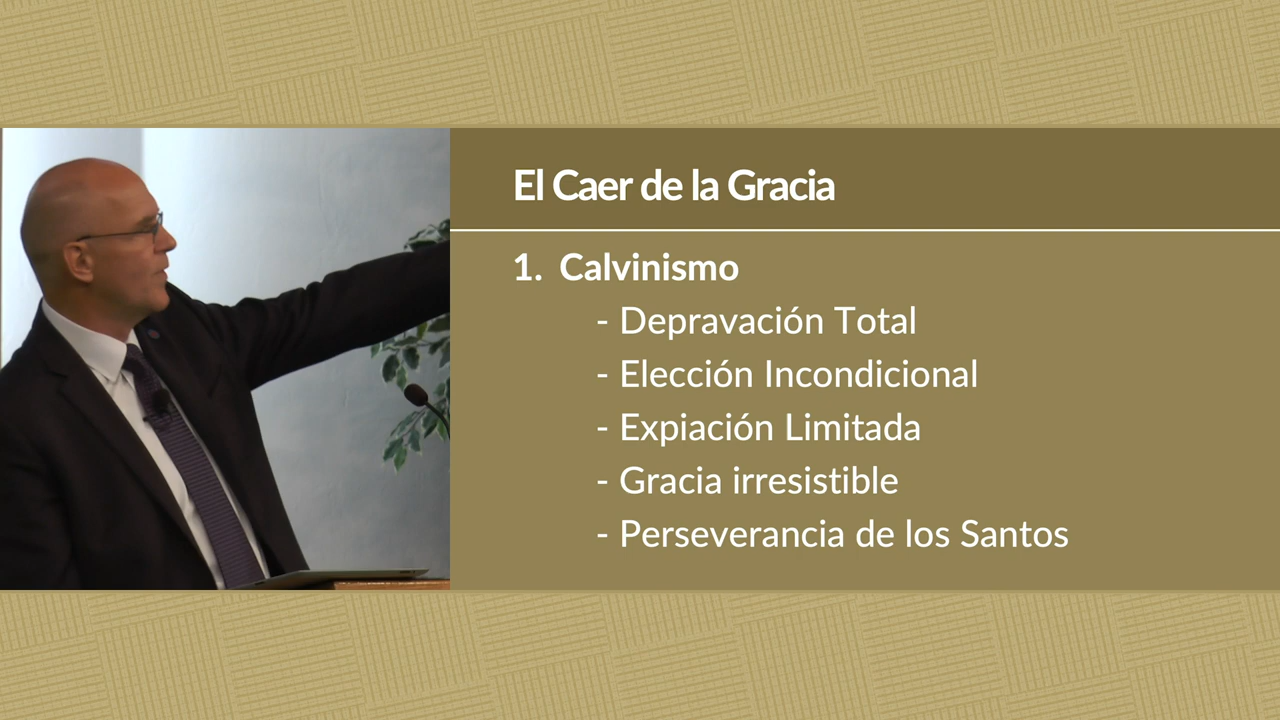 El Caer de la Gracia
1. Calvinismo
- Depravación Total
- Elección Incondicional
- Expiación Limitada
- Gracia irresistible
- Perseverancia de los Santos